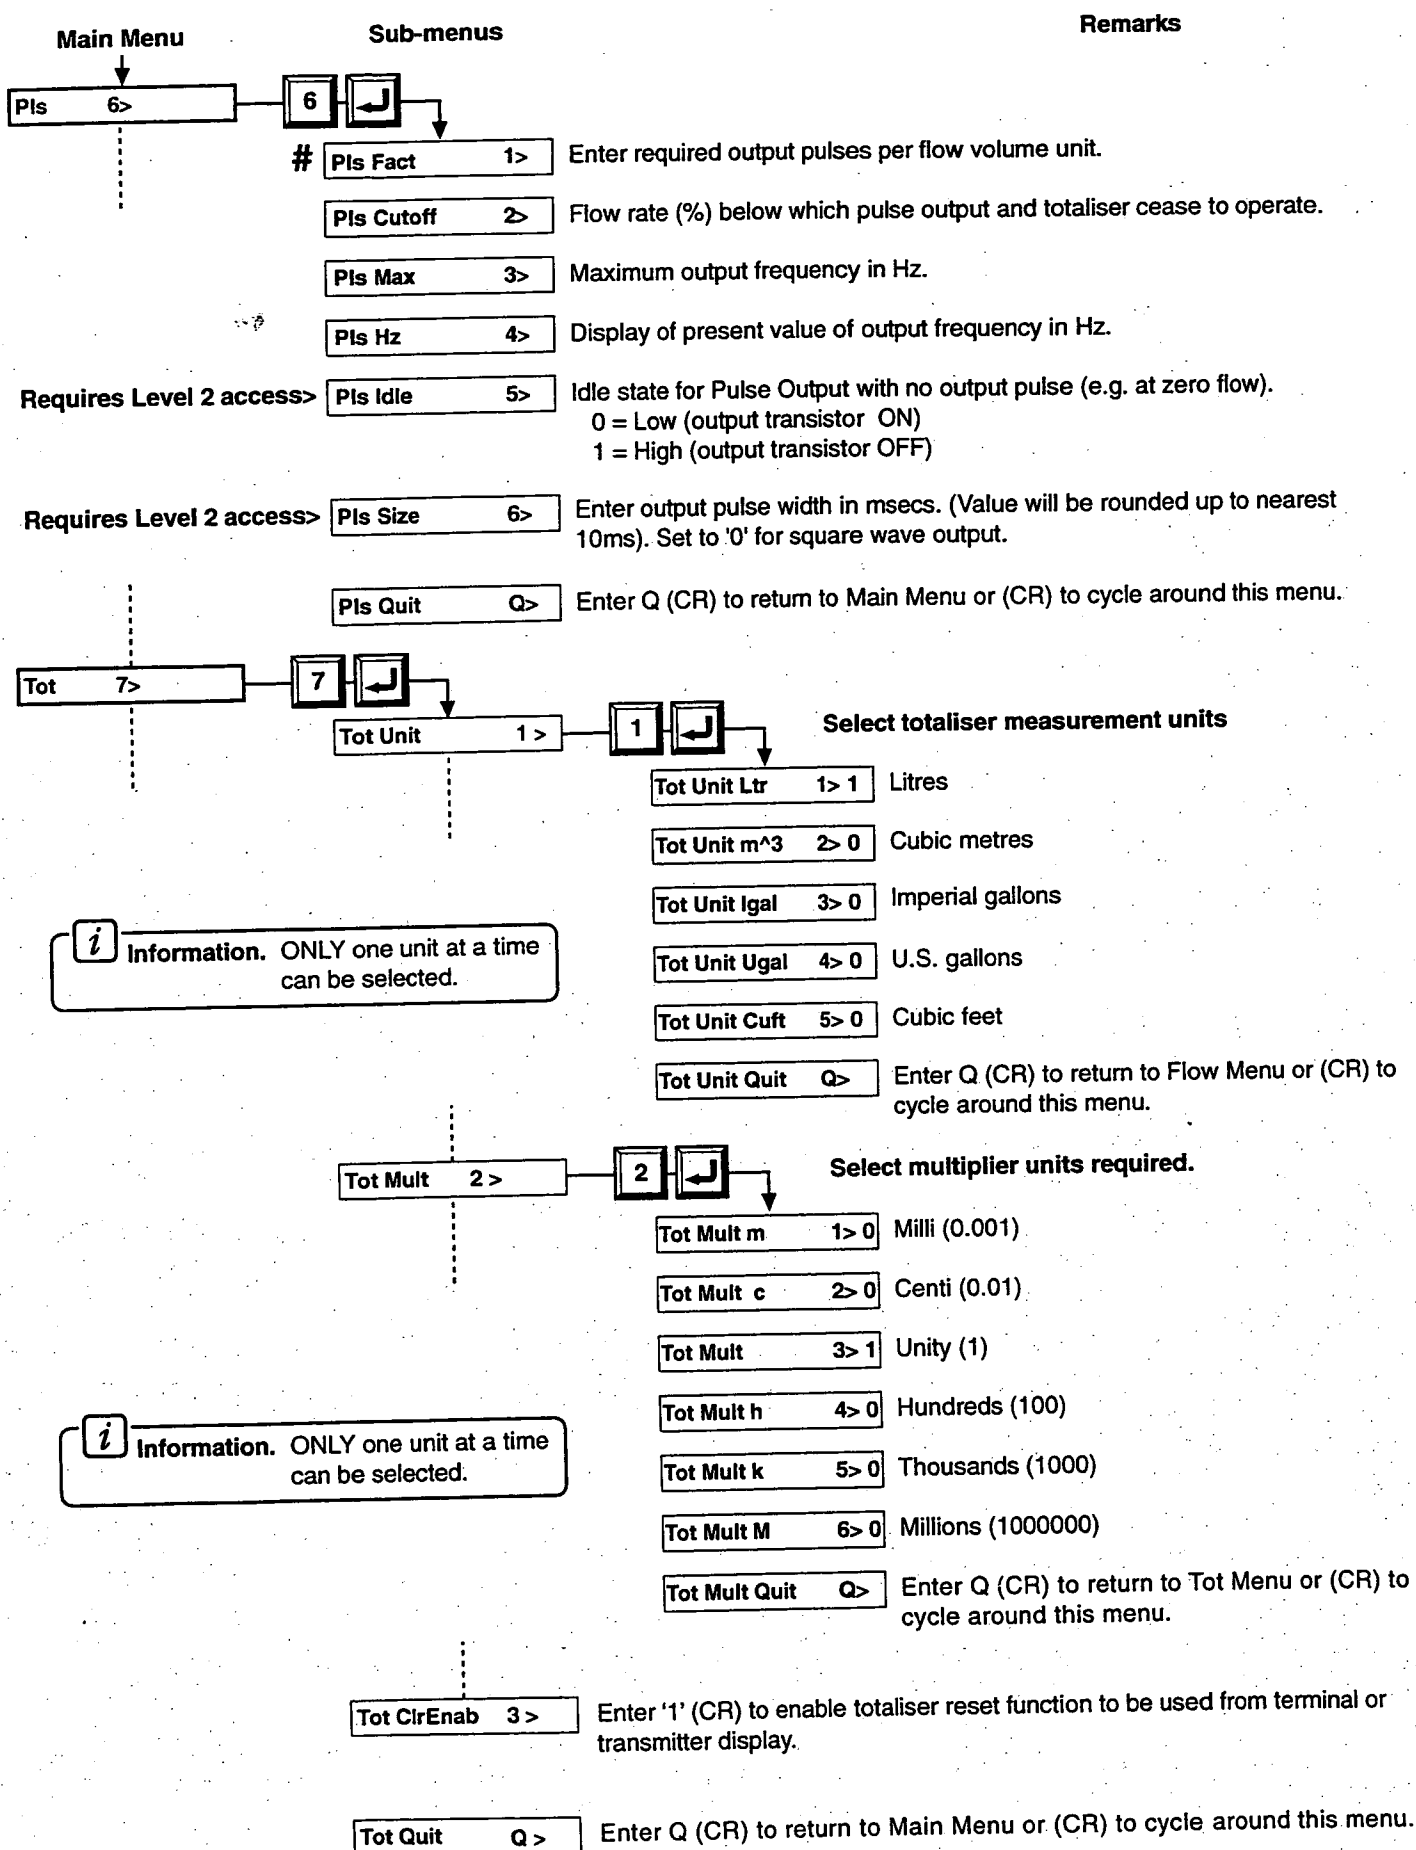 Main Menu
Sub-menus
Remarks
Pls 6>
6
# Pls Fact 1> Enter required output pulses per flow volume unit.
Pls Cutoff 2> Flow rate (%) below which pulse output and totaliser cease to operate.
Pls Max 3> Maximum output frequency in Hz.
Pls Hz 4> Display of present value of output frequency in Hz.
Requires Level 2 access> Pls Idle 5> Idle state for Pulse Output with no output pulse (e.g. at zero flow).
0 = Low (output transistor ON)
1 = High (output transistor OFF)
Requires Level 2 access> Pls Size 6> Enter output pulse width in msecs. (Value will be rounded up to nearest
10ms). Set to '0' for square wave output.
Pls Quit Q> Enter Q (CR) to return to Main Menu or (CR) to cycle around this menu.
Tot 7>
7
Tot Unit 1 >
1
Select totaliser measurement units
Tot Unit Ltr 1> 1 Litres
Tot Unit m^3 2> 0 Cubic metres
Tot Unit Igal 3> 0 Imperial gallons
i Information. ONLY one unit at a time
can be selected.
Tot Unit Ugal 4> 0 U.S. gallons
Tot Unit Cuft 5> 0 Cubic feet
Tot Unit Quit Q> Enter Q (CR) to return to Flow Menu or (CR) to
cycle around this menu.
Tot Mult 2 >
2
Select multiplier units required.
Tot Mult m 1> 0 Milli (0.001)
Tot Mult c 2> 0 Centi (0.01)
Tot Mult 3> 1 Unity (1)
Tot Mult h 4> 0 Hundreds (100)
i Information. ONLY one unit at a time
can be selected.
Tot Mult k 5> 0 Thousands (1000)
Tot Mult M 6> 0 Millions (1000000)
Tot Mult Quit Q> Enter Q (CR) to return to Tot Menu or (CR) to
cycle around this menu.
Tot ClrEnab 3 > Enter '1' (CR) to enable totaliser reset function to be used from terminal or
transmitter display.
Tot Quit Q > Enter Q (CR) to return to Main Menu or (CR) to cycle around this menu.